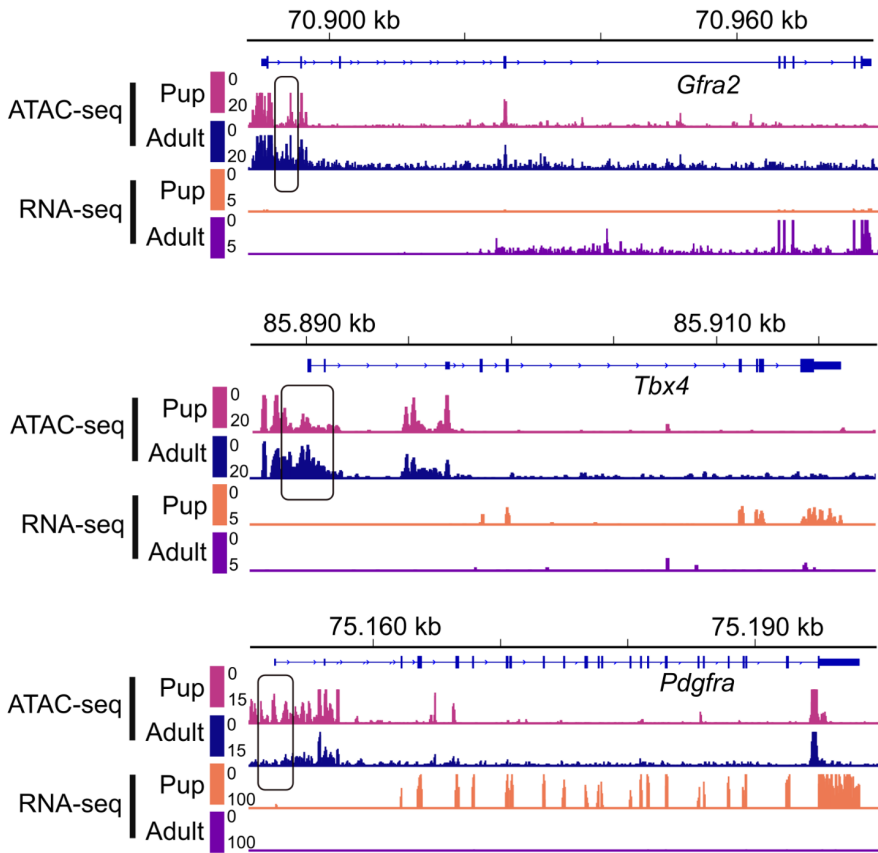 70.900 kb 70.960 kb
Gfra2
ATAC-seq Pup 0 20
Adult 0 20
RNA-seq Pup 0 5
Adult 0 5
85.890 kb 85.910 kb
Tbx4
ATAC-seq Pup 0 20
Adult 0 20
RNA-seq Pup 0 5
Adult 0 5
75.160 kb 75.190 kb
Pdgfra
ATAC-seq Pup 0 15
Adult 0 15
RNA-seq Pup 0 100
Adult 0 100